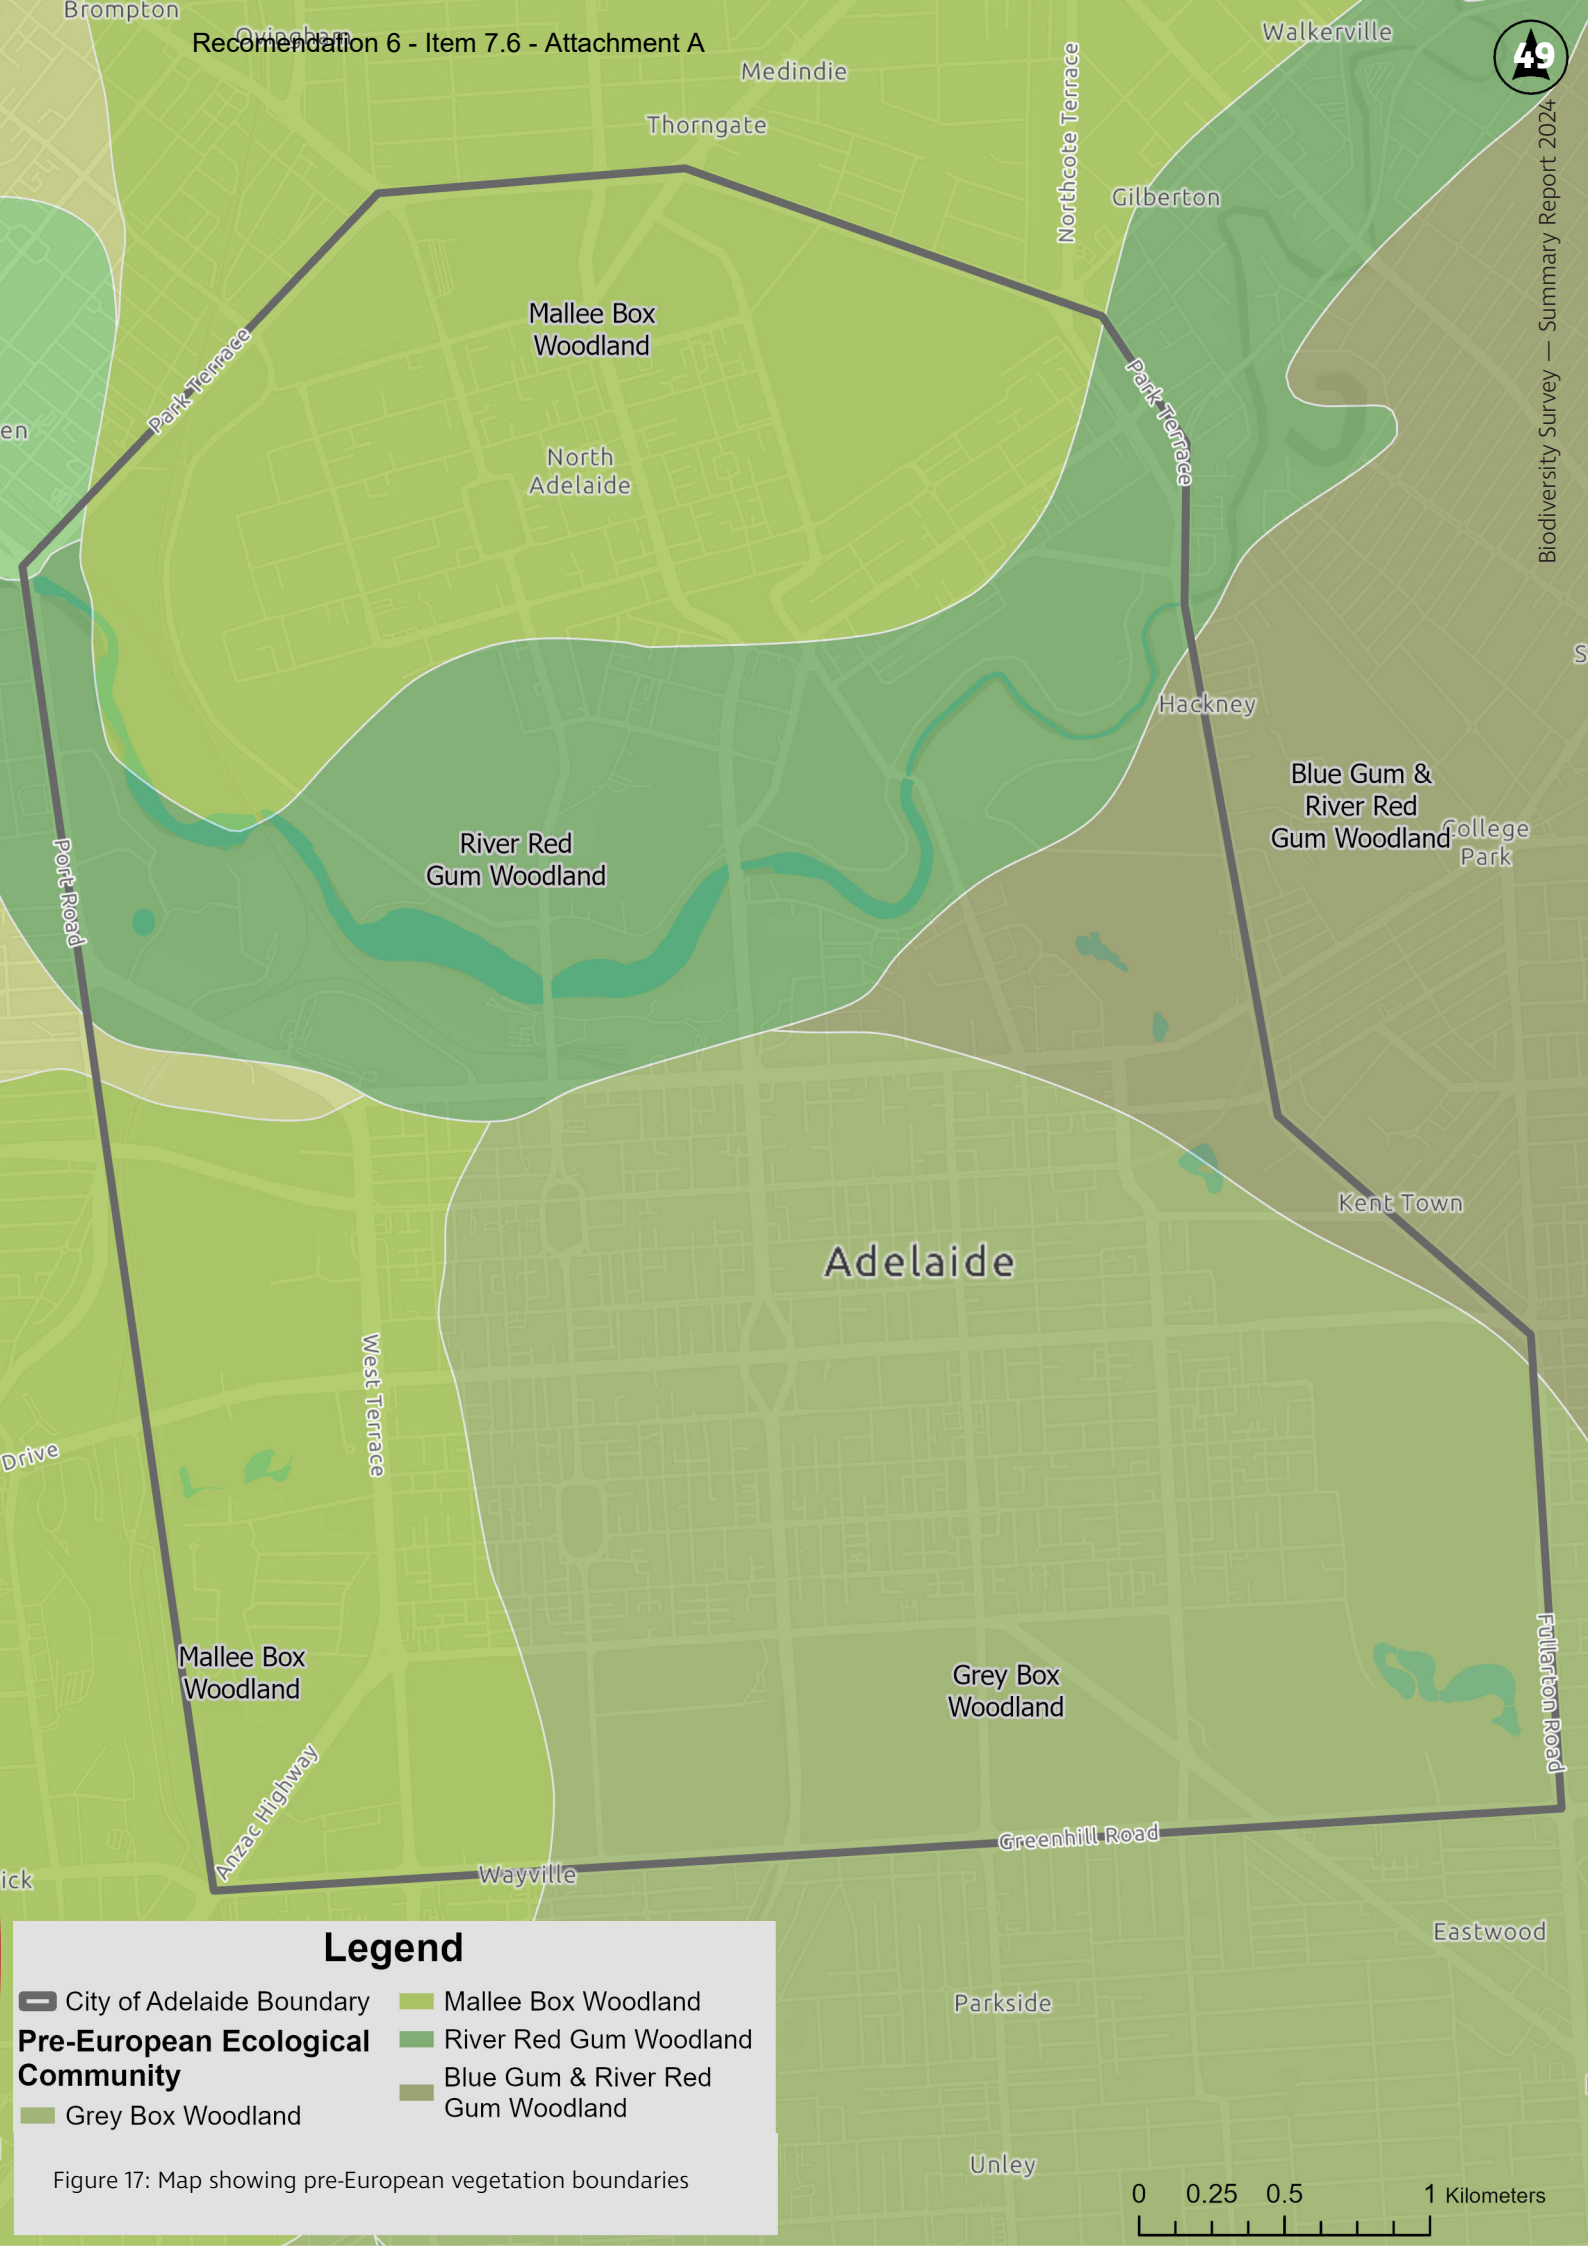 Brompton
Ovingham
Recomendation 6 - Item 7.6 - Attachment A
Walkerville
49
Medindie
Thorngate
Northcote Terrace
Gilberton
Biodiversity Survey — Summary Report 2024
Mallee Box
Woodland
Park Terrace
Park Terrace
en
North
Adelaide
S
Hackney
Blue Gum &
River Red
Gum Woodland
College
Park
River Red
Gum Woodland
Port Road
Kent Town
Adelaide
West Terrace
Drive
Mallee Box
Woodland
Grey Box
Woodland
Fullarton Road
Anzac Highway
Greenhill Road
Wayville
ick
Eastwood
Parkside
Unley
Legend
City of Adelaide Boundary
Pre-European Ecological
Community
Grey Box Woodland
Mallee Box Woodland
River Red Gum Woodland
Blue Gum & River Red
Gum Woodland
Figure 17: Map showing pre-European vegetation boundaries
0 0.25 0.5 1 Kilometers